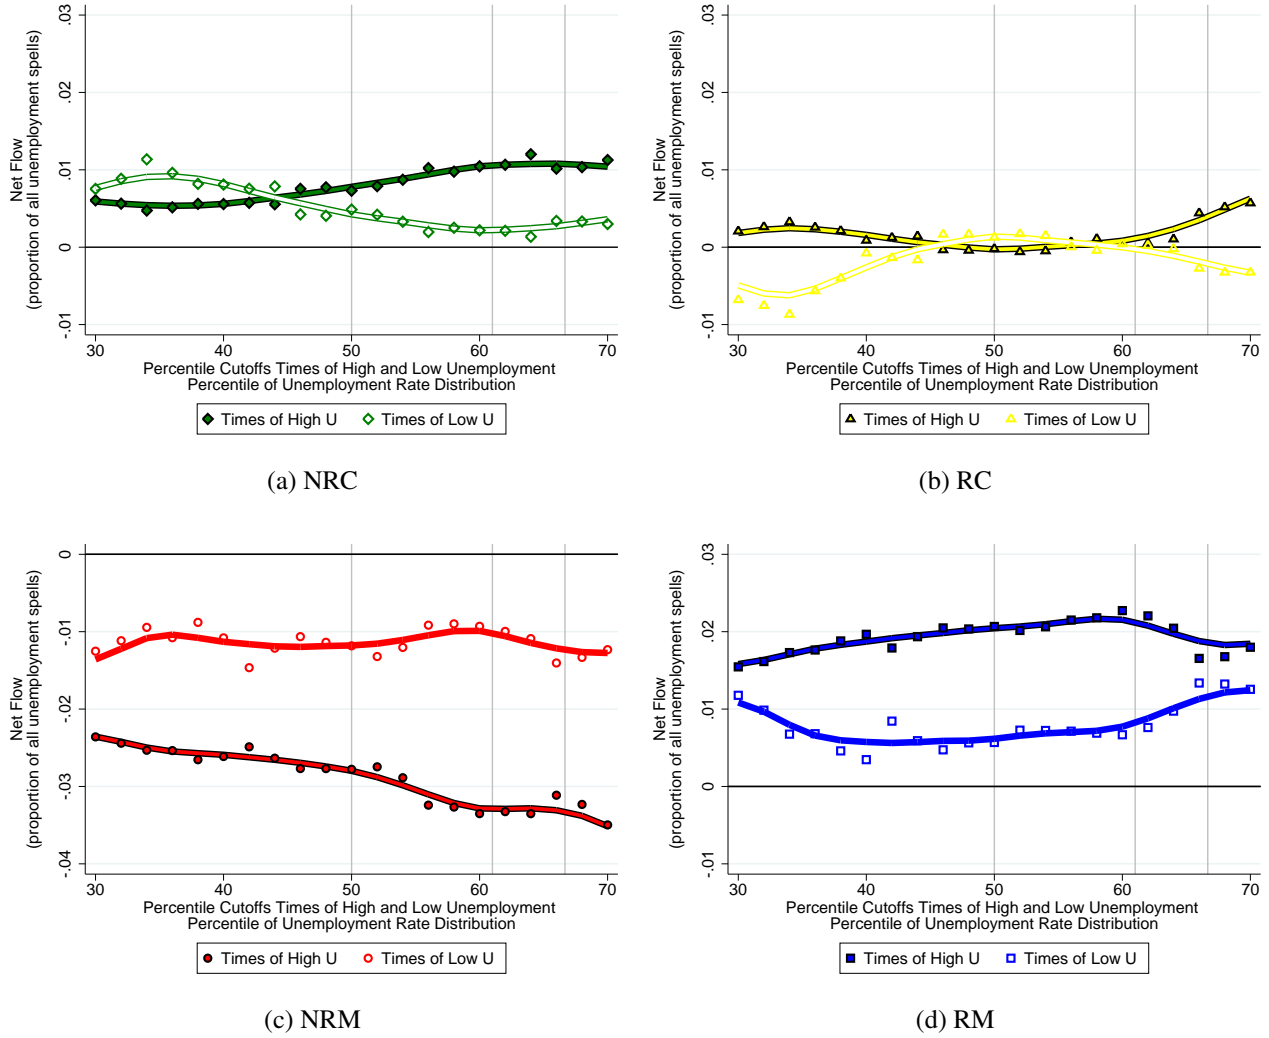 .03
.02
.01
0
-.01
Net Flow
(proportion of all unemployment spells)
30 40 50 60 70
Percentile Cutoffs Times of High and Low Unemployment
Percentile of Unemployment Rate Distribution
Times of High U Times of Low U
(a) NRC
.03
.02
.01
0
-.01
Net Flow
(proportion of all unemployment spells)
30 40 50 60 70
Percentile Cutoffs Times of High and Low Unemployment
Percentile of Unemployment Rate Distribution
Times of High U Times of Low U
(b) RC
0
-.01
-.02
-.03
-.04
Net Flow
(proportion of all unemployment spells)
30 40 50 60 70
Percentile Cutoffs Times of High and Low Unemployment
Percentile of Unemployment Rate Distribution
Times of High U Times of Low U
(c) NRM
.03
.02
.01
0
-.01
Net Flow
(proportion of all unemployment spells)
30 40 50 60 70
Percentile Cutoffs Times of High and Low Unemployment
Percentile of Unemployment Rate Distribution
Times of High U Times of Low U
(d) RM